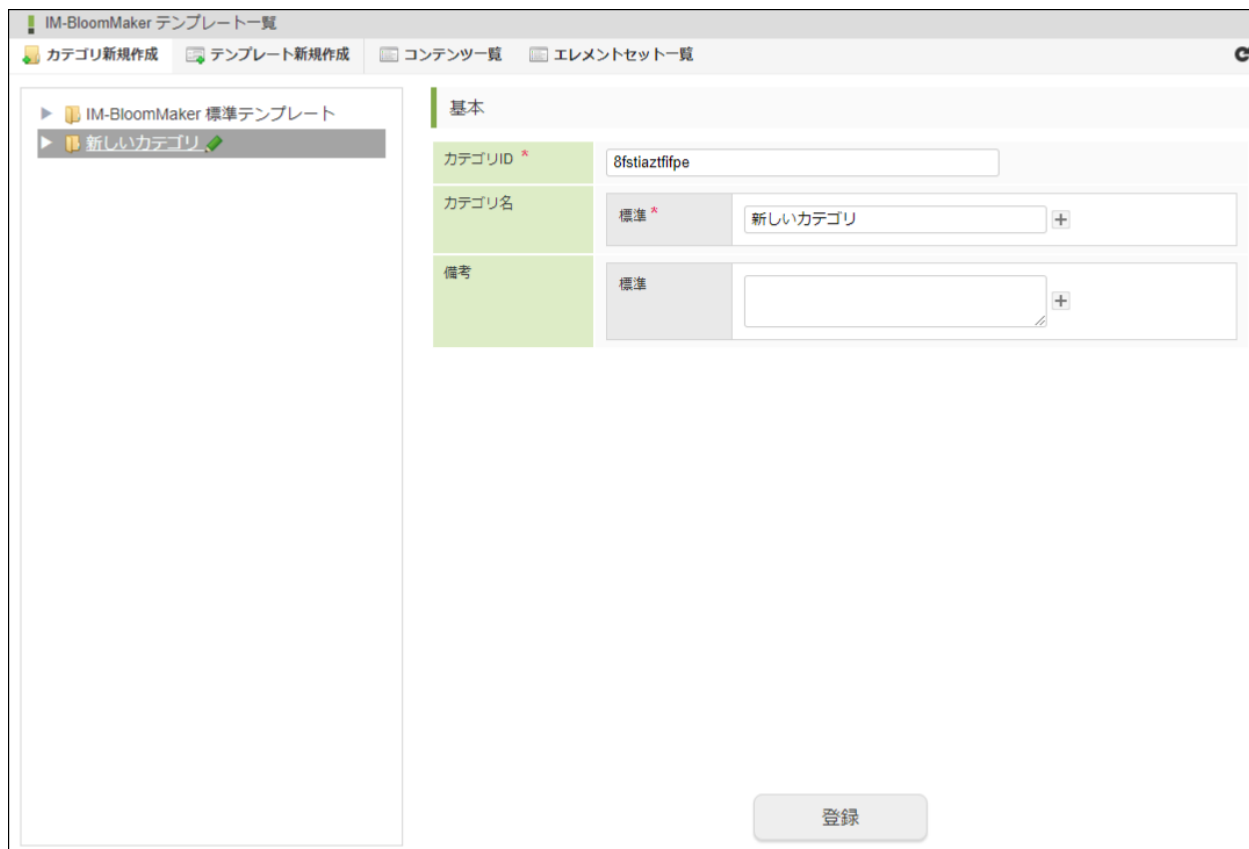 IM-BloomMaker テンプレート一覧
カテゴリ新規作成 テンプレート新規作成 コンテンツ一覧 エレメントセット一覧
IM-BloomMaker 標準テンプレート
新しいカテゴリ
基本
カテゴリID *
8fstiaztfifpe
カテゴリ名
標準 *
新しいカテゴリ
備考
標準
登録